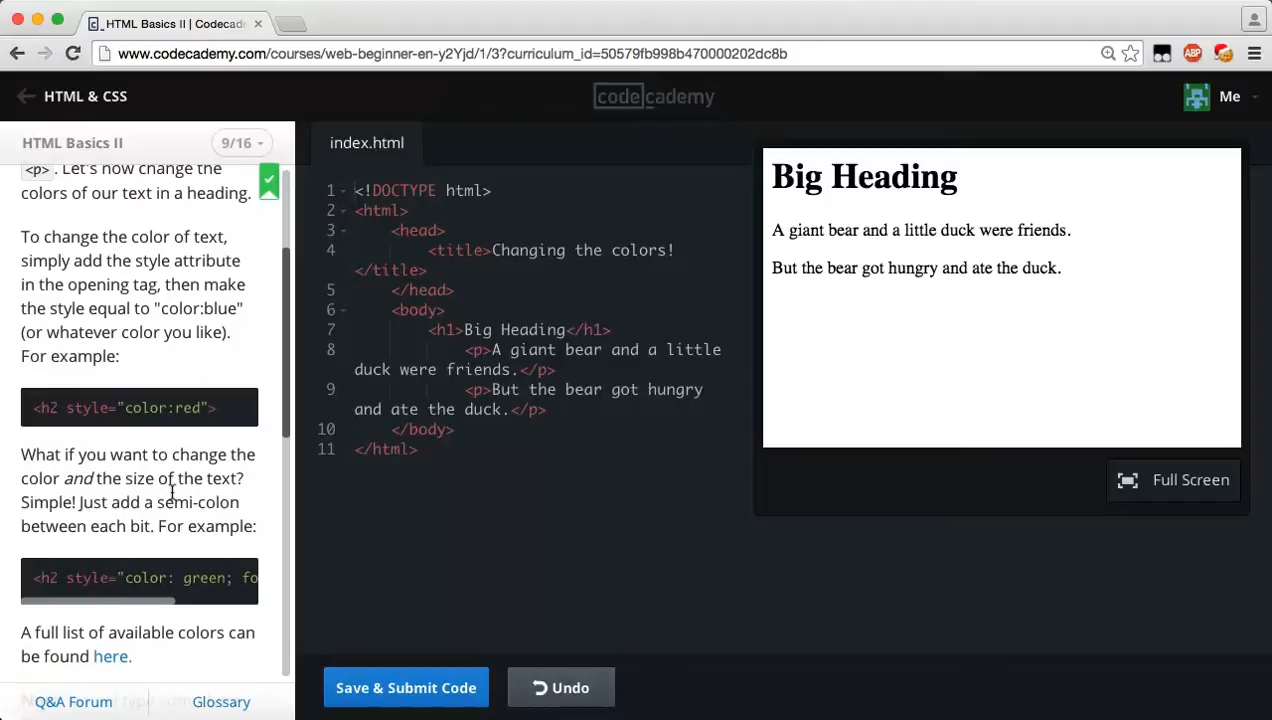 HTML Basics II | Codecad
www.codecademy.com/courses/web-beginner-en-y2Yjd/1/3?curriculum_id=50579fb998b470000202dc8b
ABP
HTML & CSS
codecademy
Me
HTML Basics II
9/16
<p>. Let's now change the
colors of our text in a heading.
To change the color of text,
simply add the style attribute
in the opening tag, then make
the style equal to "color:blue"
(or whatever color you like).
For example:
<h2 style="color:red">
What if you want to change the
color and the size of the text?
Simple! Just add a semi-colon
between each bit. For example:
<h2 style="color: green; fo
A full list of available colors can
be found here.
Q&A Forum
Glossary
index.html
1 <!DOCTYPE html>
2 <html>
3 <head>
4 <title>Changing the colors!
</title>
5 </head>
6 <body>
7 <h1>Big Heading</h1>
8 <p>A giant bear and a little
duck were friends.</p>
9 <p>But the bear got hungry
and ate the duck.</p>
10 </body>
11 </html>
Save & Submit Code
Undo
Big Heading
A giant bear and a little duck were friends.
But the bear got hungry and ate the duck.
Full Screen